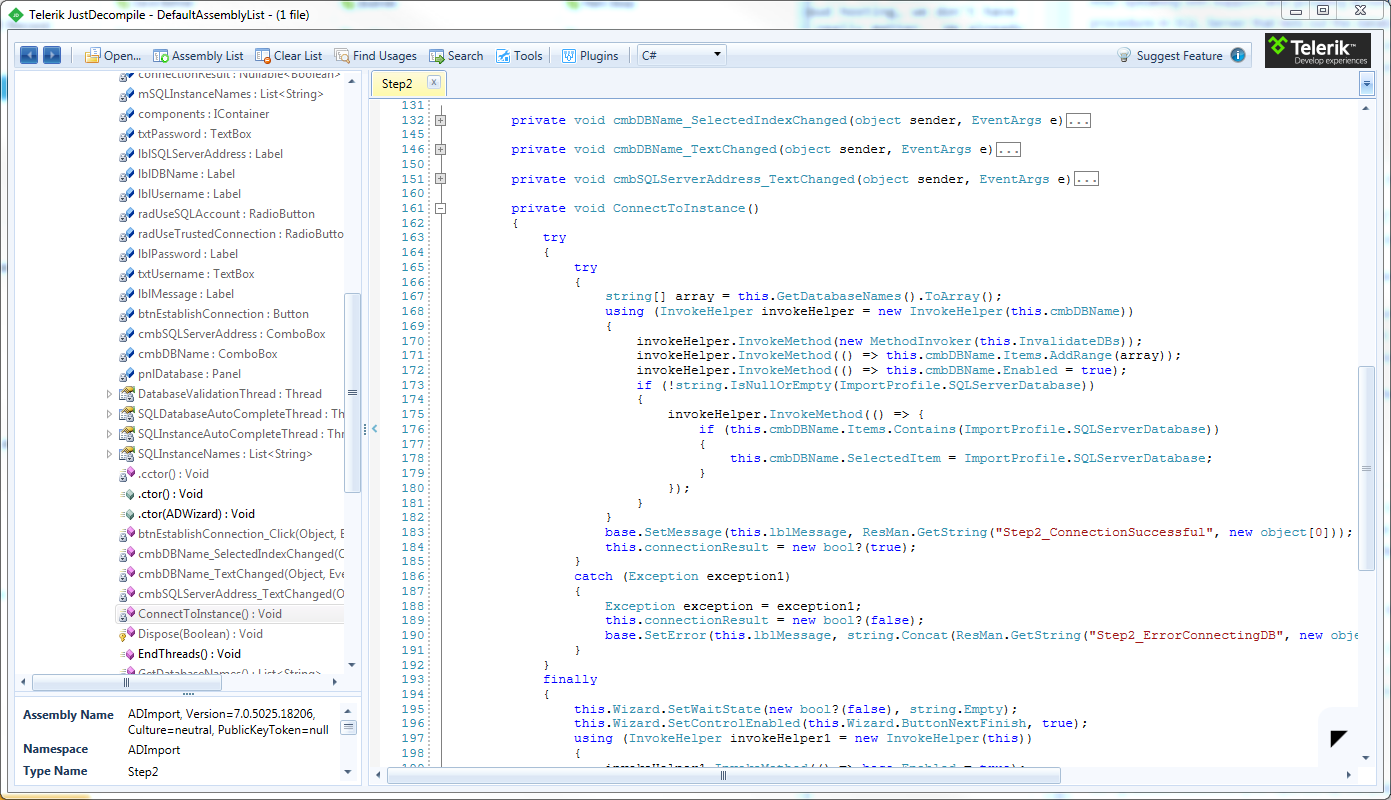 Telerik JustDecompile - DefaultAssemblyList - (1 file)
Open... Assembly List Clear List Find Usages Search Tools Plugins C# Suggest Feature
Telerik™
Develop experiences
connectionResult : Nullable<Boolean>
mSQLInstanceNames : List<String>
components : IContainer
txtPassword : TextBox
lblSQLServerAddress : Label
lblDBName : Label
lblUsername : Label
radUseSQLAccount : RadioButton
radUseTrustedConnection : RadioButto
lblPassword : Label
txtUsername : TextBox
lblMessage : Label
btnEstablishConnection : Button
cmbSQLServerAddress : ComboBox
cmbDBName : ComboBox
pnlDatabase : Panel
DatabaseValidationThread : Thread
SQLDatabaseAutoCompleteThread : Th
SQLInstanceAutoCompleteThread : Thr
SQLInstanceNames : List<String>
.cctor() : Void
.ctor() : Void
.ctor(ADWizard) : Void
btnEstablishConnection_Click(Object, E
cmbDBName_SelectedIndexChanged(O
cmbDBName_TextChanged(Object, Eve
cmbSQLServerAddress_TextChanged(O
ConnectToInstance() : Void
Dispose(Boolean) : Void
EndThreads() : Void
GetDatabaseNames() : List<String>
Assembly Name ADImport, Version=7.0.5025.18206,
Culture=neutral, PublicKeyToken=null
Namespace ADImport
Type Name Step2
Step2
131
132 private void cmbDBName_SelectedIndexChanged(object sender, EventArgs e)...
145
146 private void cmbDBName_TextChanged(object sender, EventArgs e)...
150
151 private void cmbSQLServerAddress_TextChanged(object sender, EventArgs e)...
160
161 private void ConnectToInstance()
162 {
163 try
164 {
165 try
166 {
167 string[] array = this.GetDatabaseNames().ToArray();
168 using (InvokeHelper invokeHelper = new InvokeHelper(this.cmbDBName))
169 {
170 invokeHelper.InvokeMethod(new MethodInvoker(this.InvalidateDBs));
171 invokeHelper.InvokeMethod(() => this.cmbDBName.Items.AddRange(array));
172 invokeHelper.InvokeMethod(() => this.cmbDBName.Enabled = true);
173 if (!string.IsNullOrEmpty(ImportProfile.SQLServerDatabase))
174 {
175 invokeHelper.InvokeMethod(() => {
176 if (this.cmbDBName.Items.Contains(ImportProfile.SQLServerDatabase))
177 {
178 this.cmbDBName.SelectedItem = ImportProfile.SQLServerDatabase;
179 }
180 });
181 }
182 }
183 base.SetMessage(this.lblMessage, ResMan.GetString("Step2_ConnectionSuccessful", new object[0]));
184 this.connectionResult = new bool?(true);
185 }
186 catch (Exception exception1)
187 {
188 Exception exception = exception1;
189 this.connectionResult = new bool?(false);
190 base.SetError(this.lblMessage, string.Concat(ResMan.GetString("Step2_ErrorConnectingDB", new obje
191 }
192 }
193 finally
194 {
195 this.Wizard.SetWaitState(new bool?(false), string.Empty);
196 this.Wizard.SetControlEnabled(this.Wizard.ButtonNextFinish, true);
197 using (InvokeHelper invokeHelper1 = new InvokeHelper(this))
198 {
199 invokeHelper1.InvokeMethod(() => base.Enabled = true);